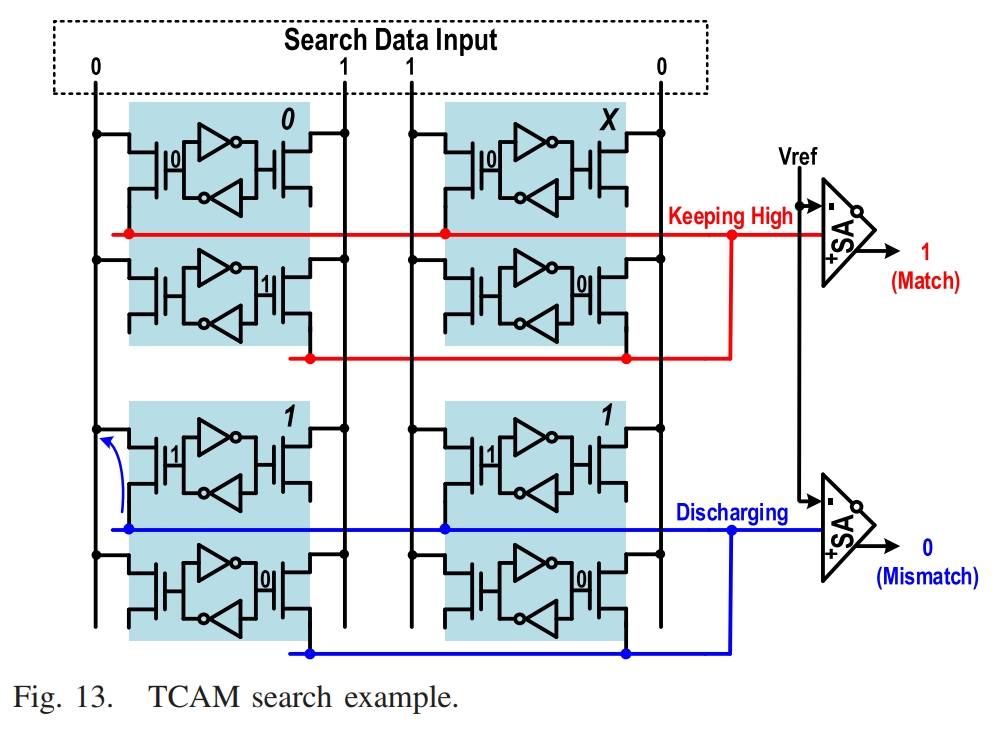 Search Data Input
0 1 1 0
0 X
0 0
Vref
Keeping High
-
SA
+
1
(Match)
1 0
1 1
1 1
Discharging
-
SA
+
0
(Mismatch)
0 0
Fig. 13. TCAM search example.